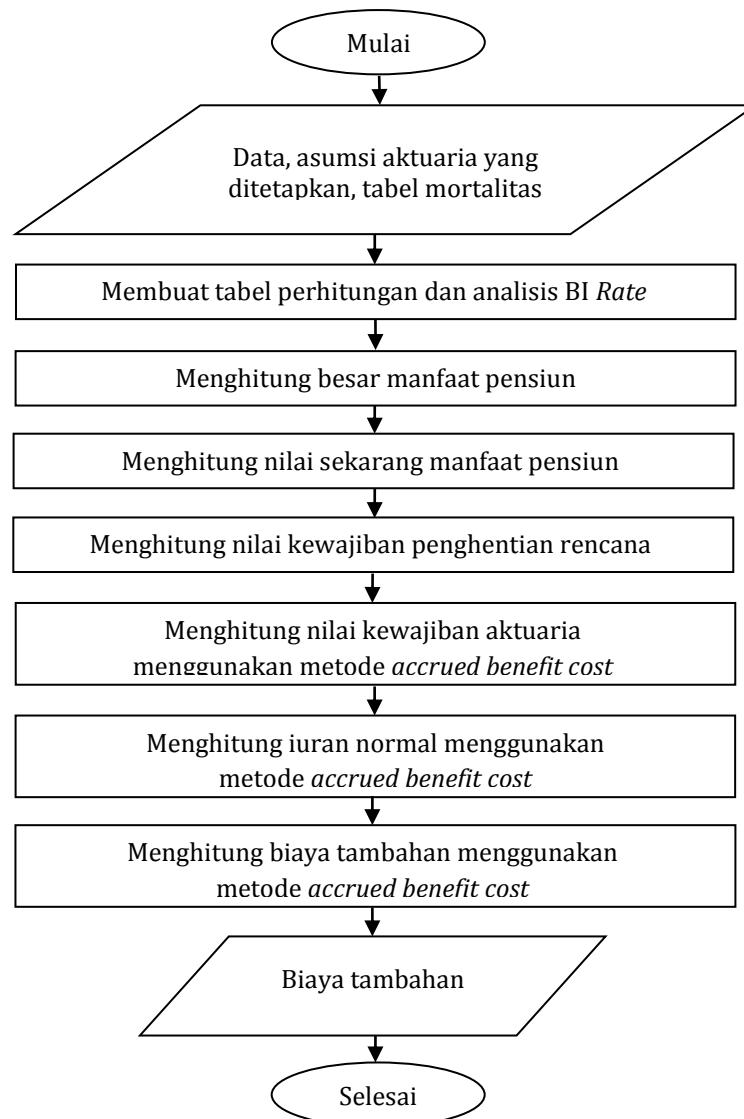 Mulai
Data, asumsi aktuaria yang
ditetapkan, tabel mortalitas
Membuat tabel perhitungan dan analisis BI Rate
Menghitung besar manfaat pensiun
Menghitung nilai sekarang manfaat pensiun
Menghitung nilai kewajiban penghentian rencana
Menghitung nilai kewajiban aktuaria
menggunakan metode accrued benefit cost
Menghitung iuran normal menggunakan
metode accrued benefit cost
Menghitung biaya tambahan menggunakan
metode accrued benefit cost
Biaya tambahan
Selesai